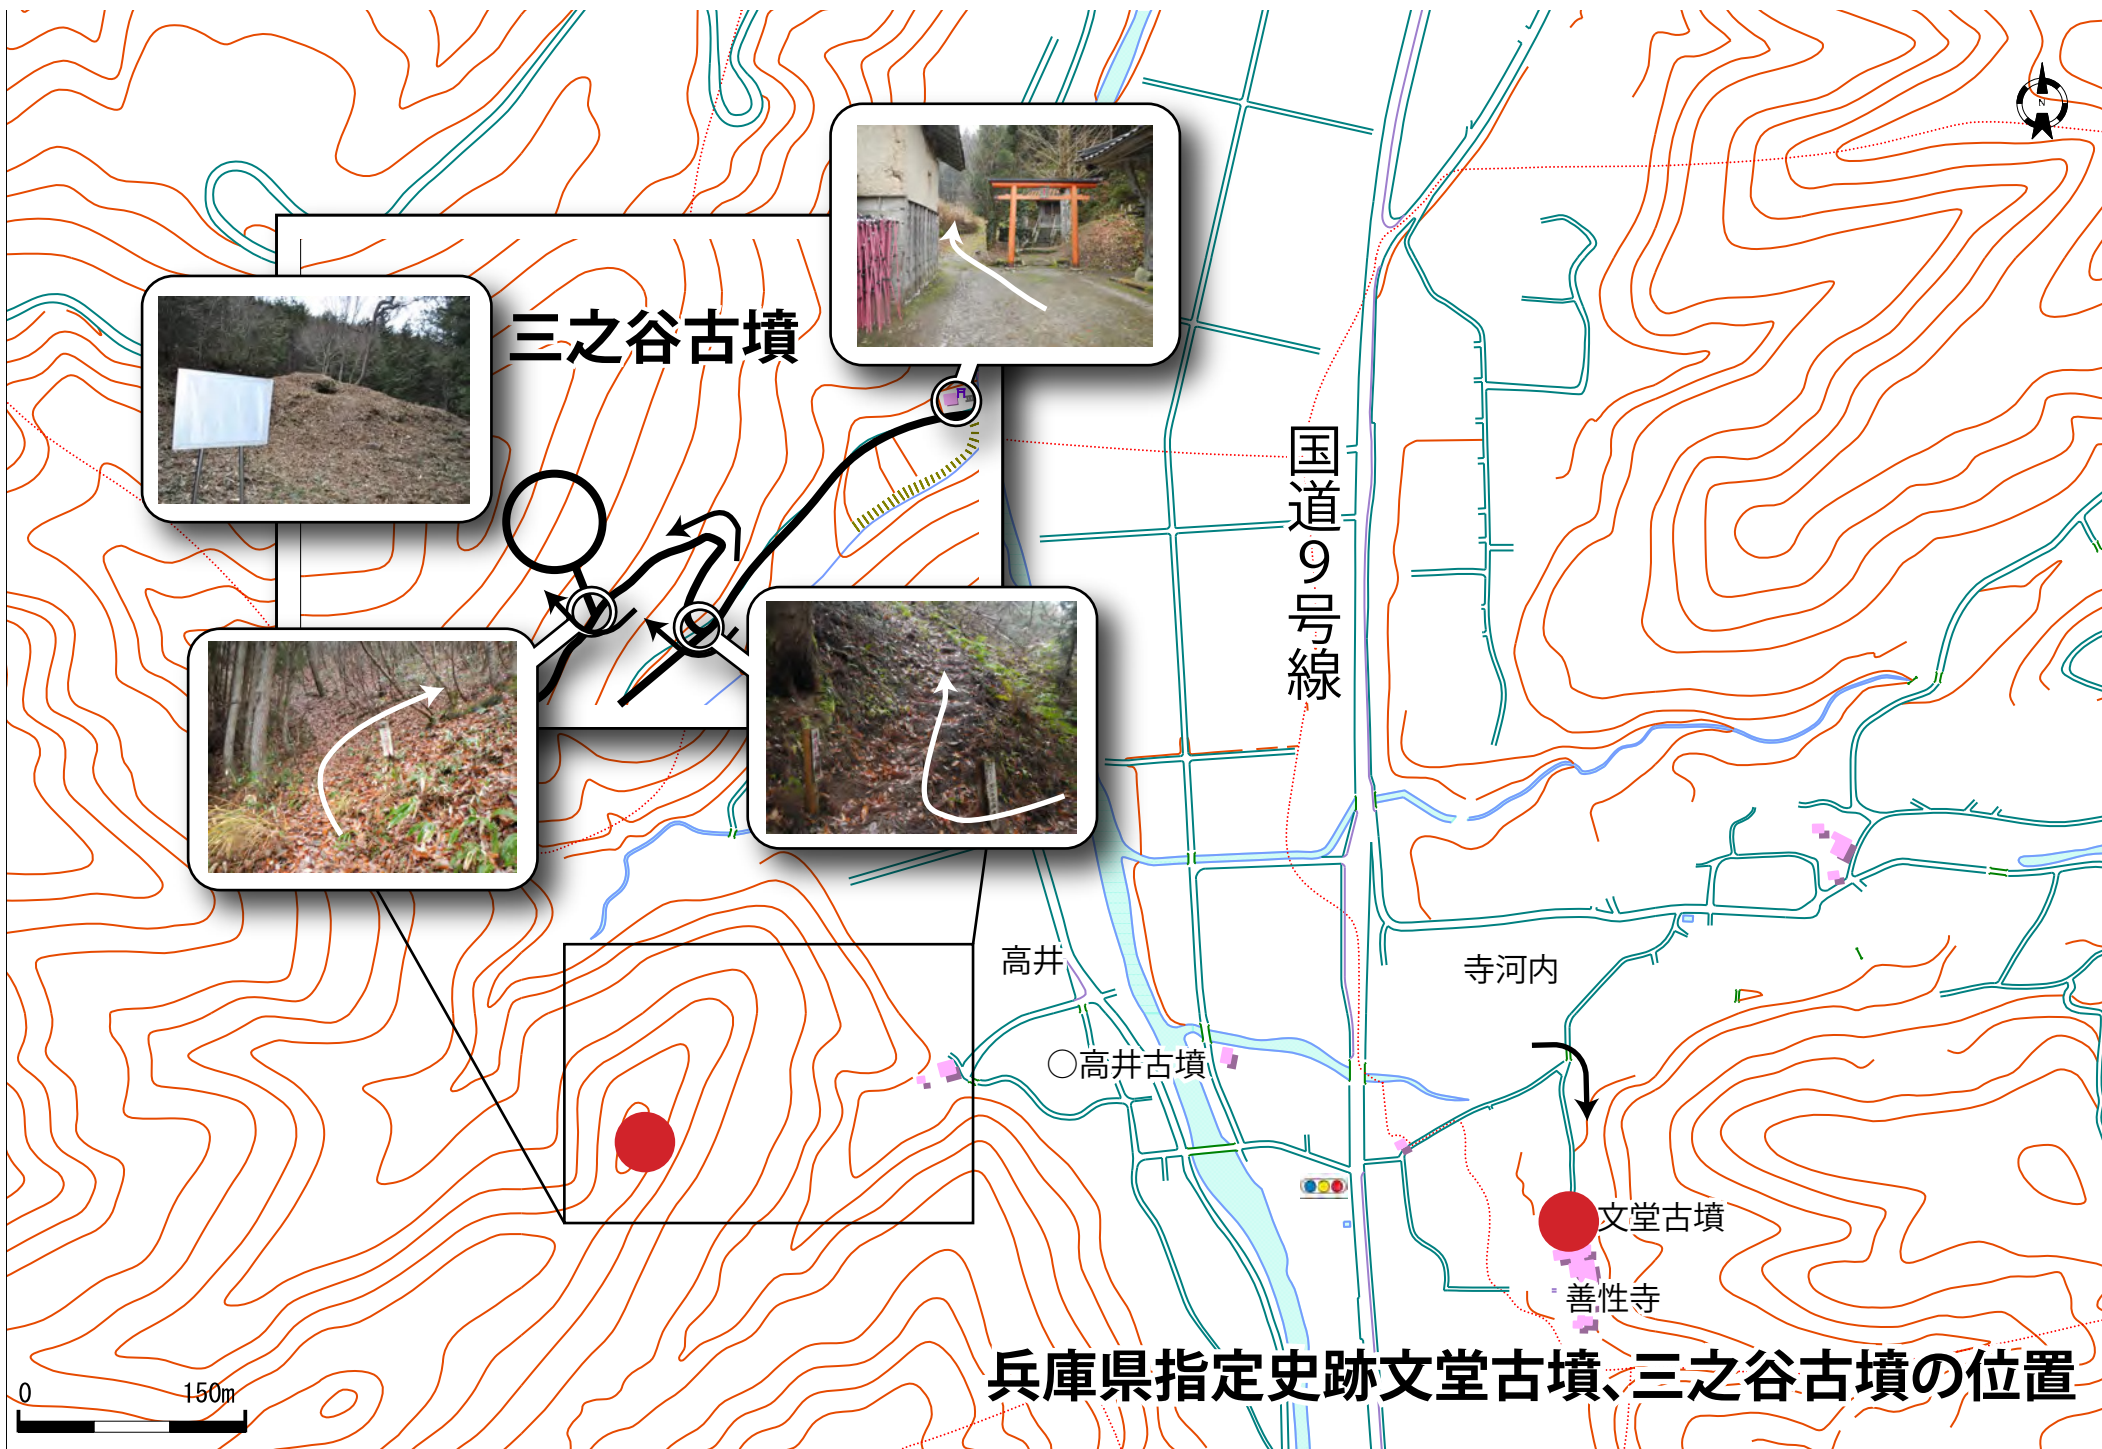 N
三之谷古墳
国道9号線
高井
寺河内
○高井古墳
文堂古墳
善性寺
0 150m
兵庫県指定史跡文堂古墳、三之谷古墳の位置